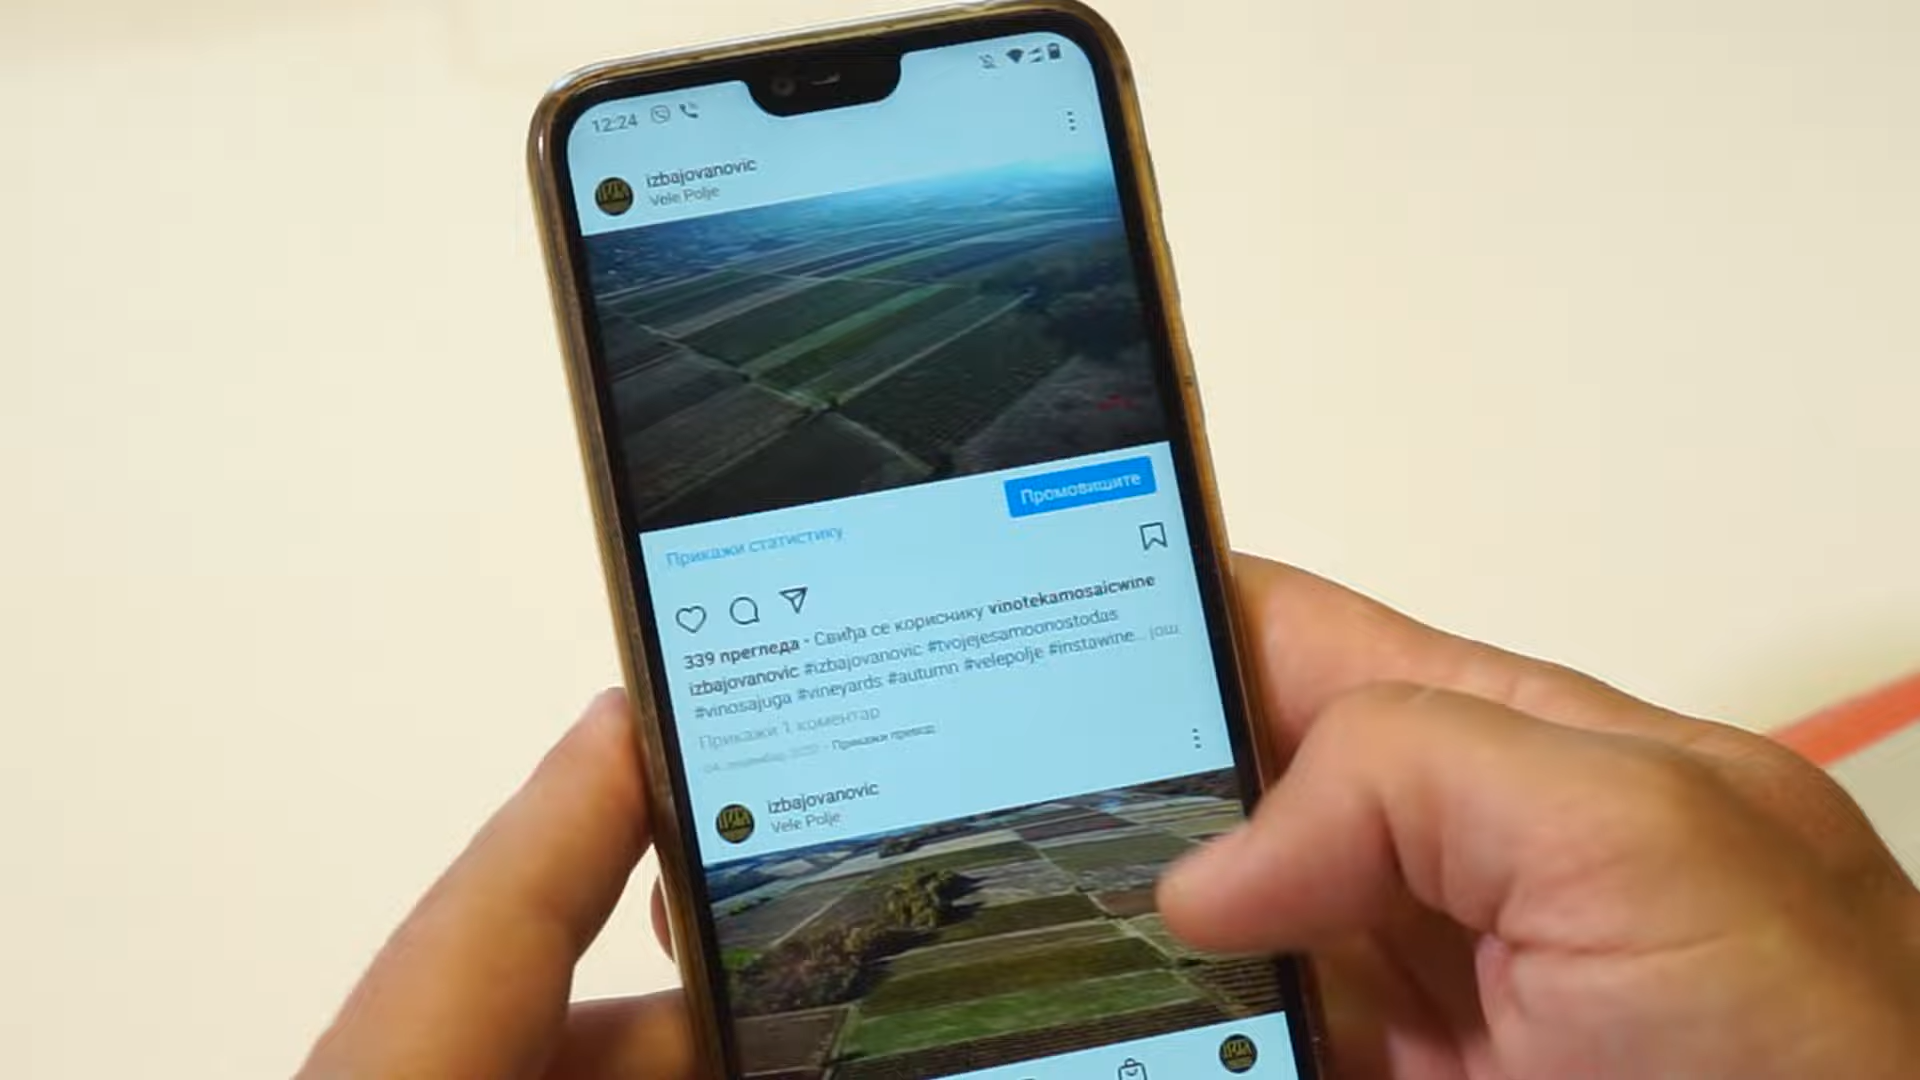 12:24
izbajovanovic
Vele Polje
Промовишите
Прикажи статистику
339 прегледа · Свиђа се кориснику vinotekamosaicwine
izbajovanovic #izbajovanovic #tvojejesamoonostodas
#vinosajuga #vineyards #autumn #velepolje #instawine... још
Прикажи 1 коментар
Прикажи превод
izbajovanovic
Vele Polje